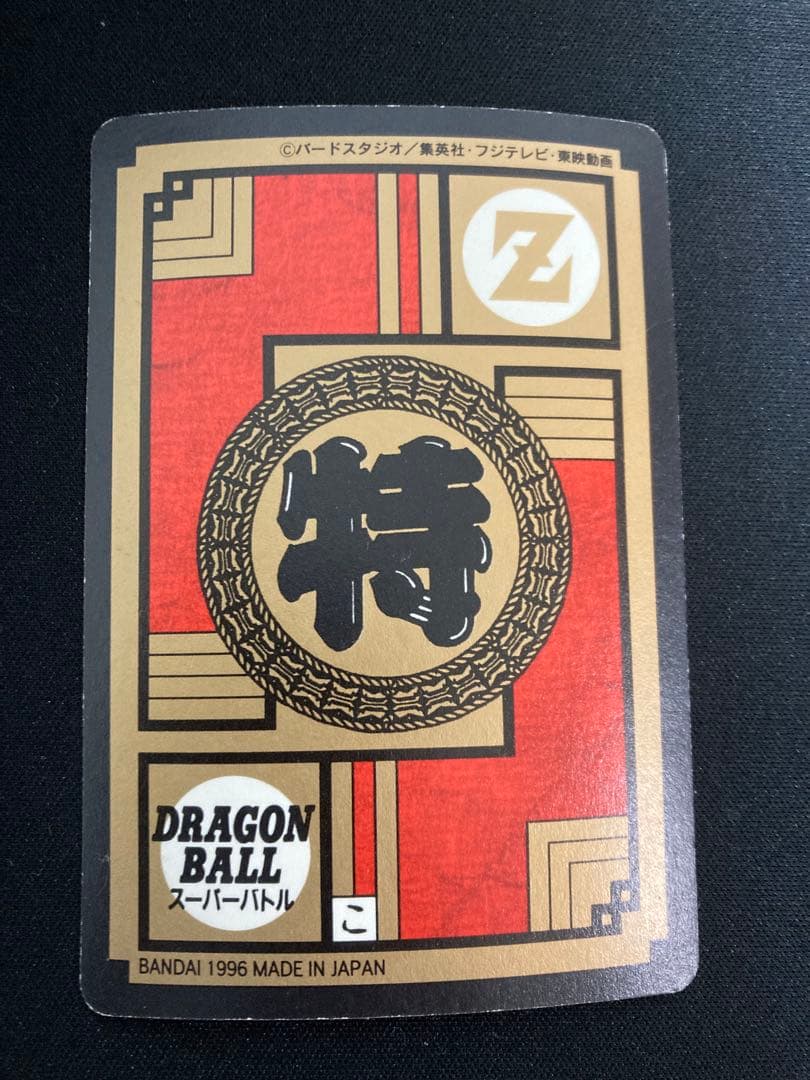 ©バードスタジオ／集英社・フジテレビ・東映動画
Z
特
DRAGON
BALL
スーパーバトル
こ
BANDAI 1996 MADE IN JAPAN